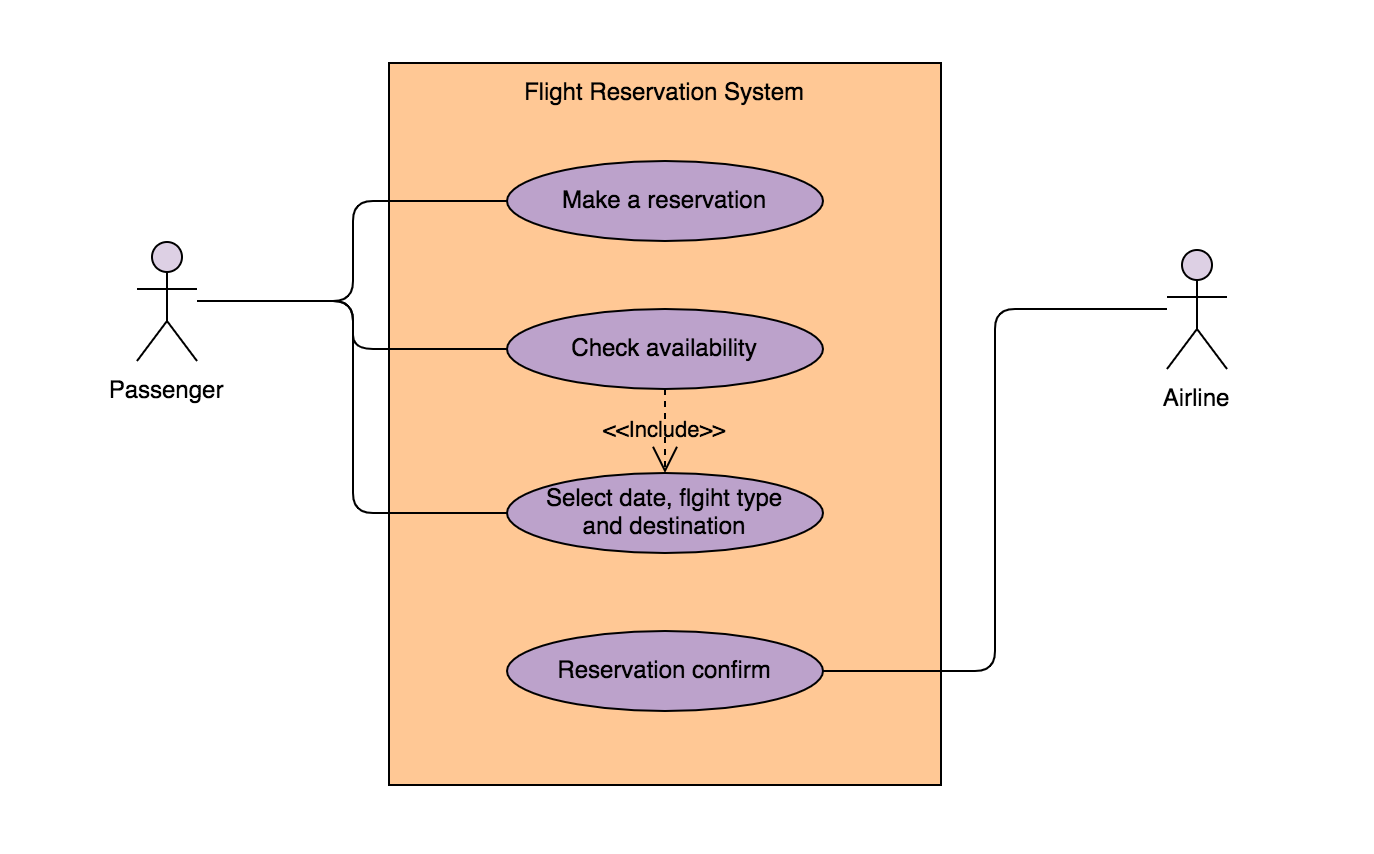 Flight Reservation System
Make a reservation
Check availability
Passenger
Airline
<<Include>>
Select date, flgiht type
and destination
Reservation confirm